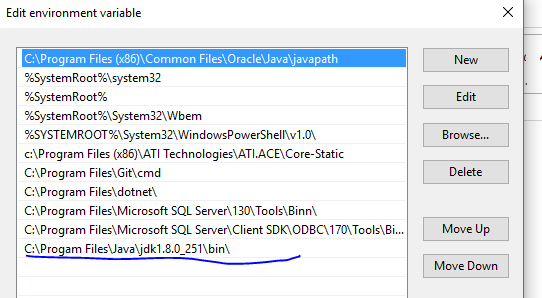 Edit environment variable
C:\Program Files (x86)\Common Files\Oracle\Java\javapath
%SystemRoot%\system32
%SystemRoot%
%SystemRoot%\System32\Wbem
%SYSTEMROOT%\System32\WindowsPowerShell\v1.0\
c:\Program Files (x86)\ATI Technologies\ATI.ACE\Core-Static
C:\Program Files\Git\cmd
C:\Program Files\dotnet\
C:\Program Files\Microsoft SQL Server\130\Tools\Binn\
C:\Program Files\Microsoft SQL Server\Client SDK\ODBC\170\Tools\Bi...
C:\Progam Files\Java\jdk1.8.0_251\bin\
New
Edit
Browse...
Delete
Move Up
Move Down